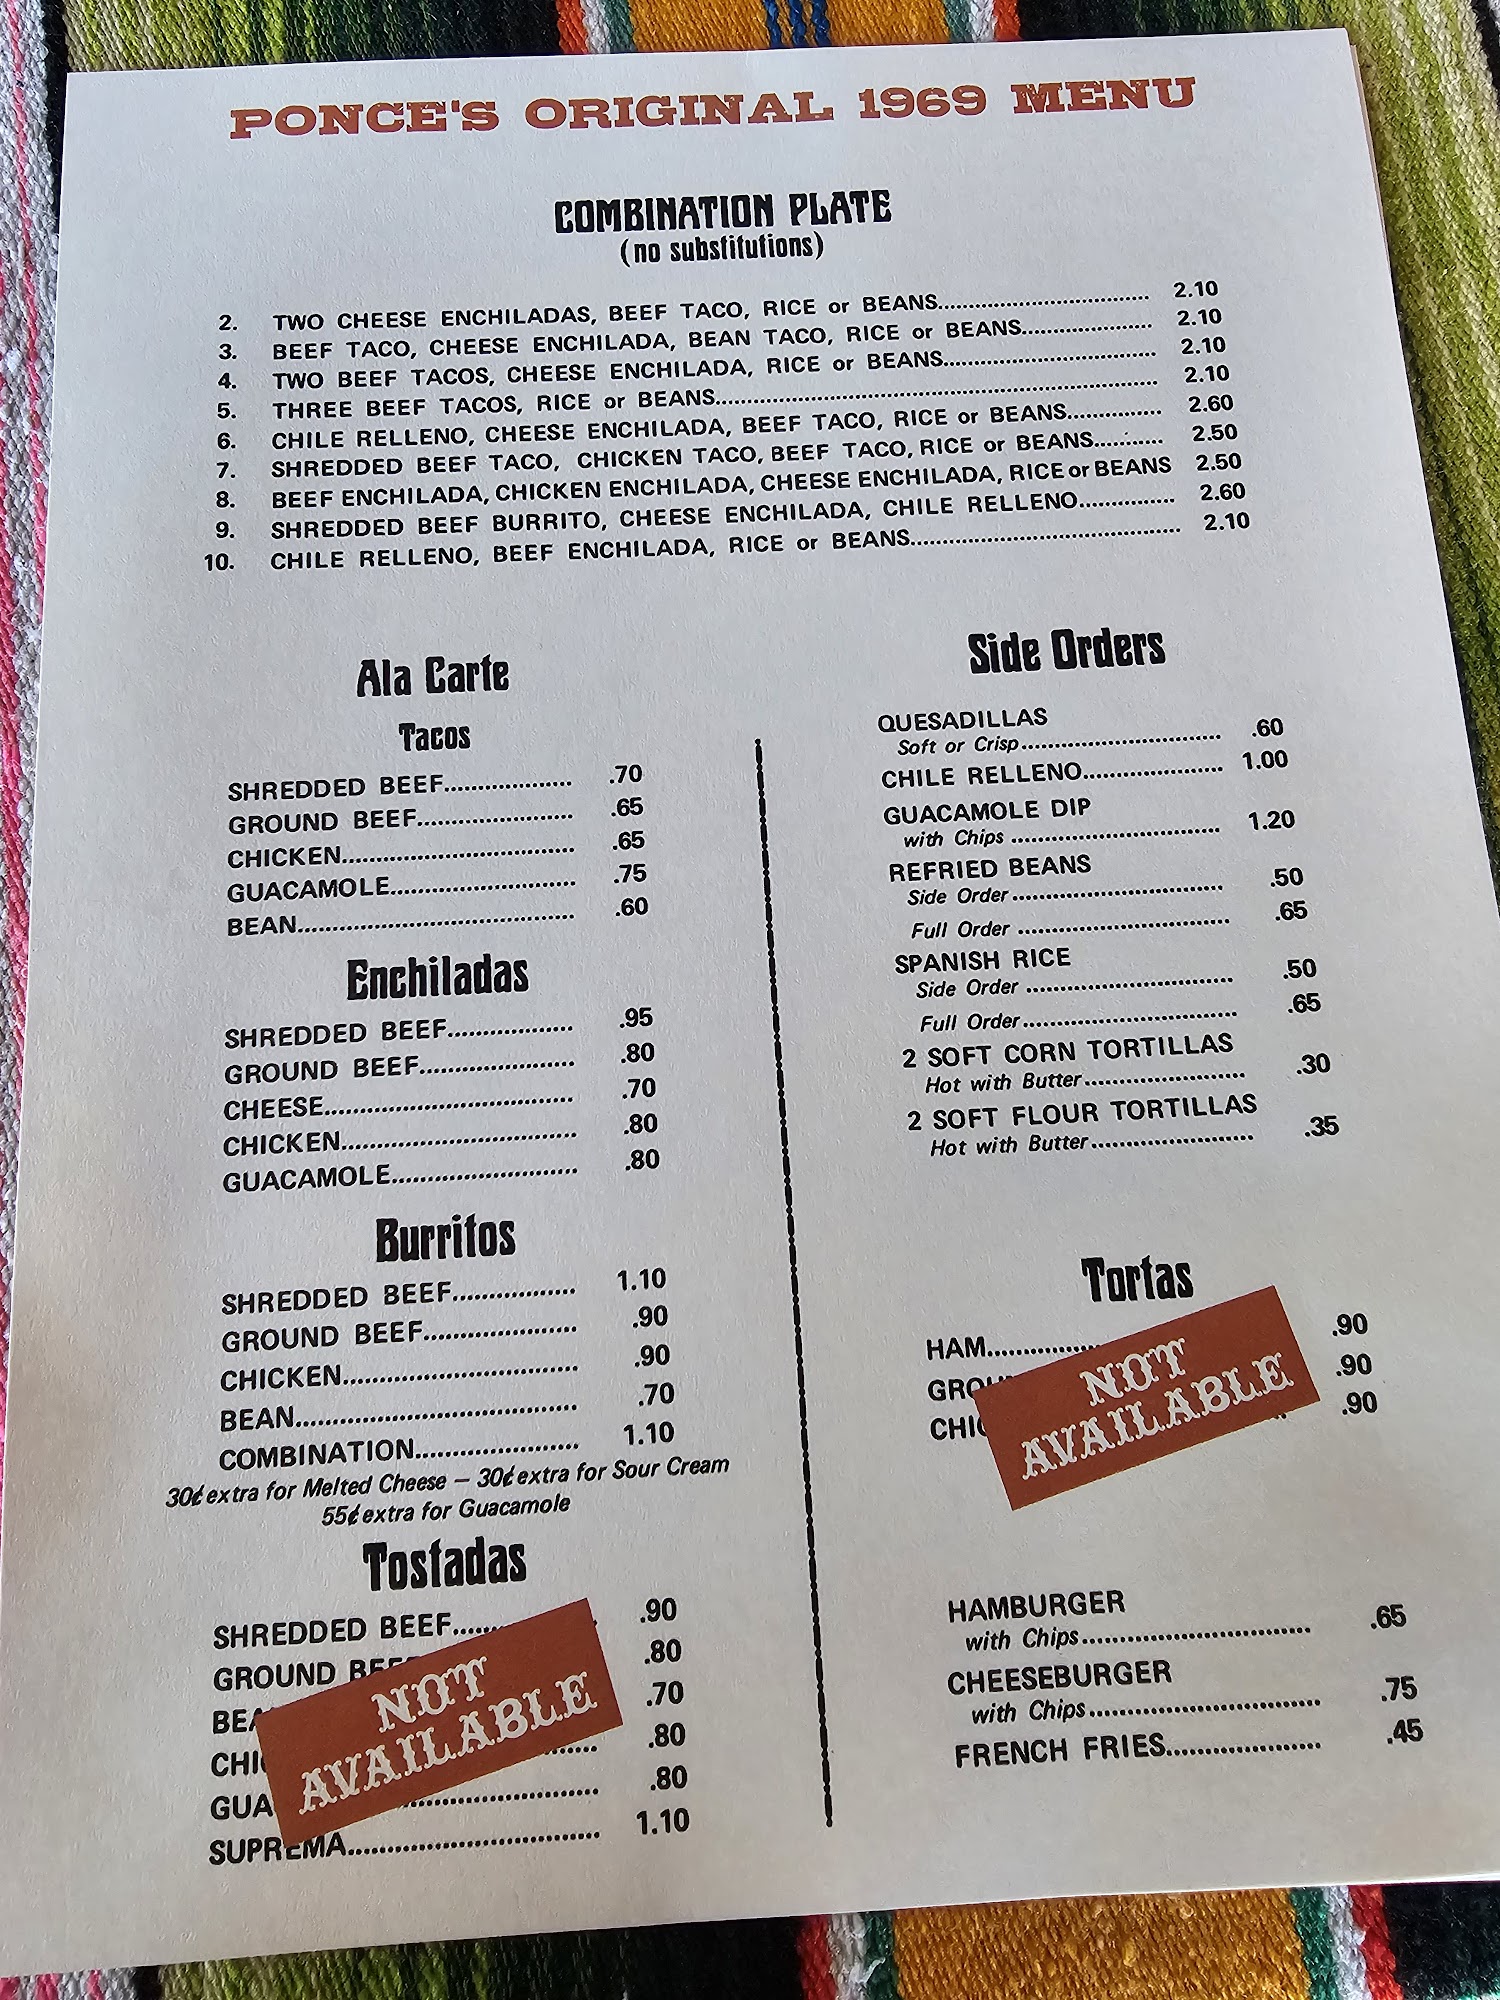 PONCE'S ORIGINAL 1969 MENU
COMBINATION PLATE
(no substitutions)
2. TWO CHEESE ENCHILADAS, BEEF TACO, RICE or BEANS 2.10
3. BEEF TACO, CHEESE ENCHILADA, BEAN TACO, RICE or BEANS 2.10
4. TWO BEEF TACOS, CHEESE ENCHILADA, RICE or BEANS 2.10
5. THREE BEEF TACOS, RICE or BEANS 2.10
6. CHILE RELLENO, CHEESE ENCHILADA, BEEF TACO, RICE or BEANS 2.60
7. SHREDDED BEEF TACO, CHICKEN TACO, BEEF TACO, RICE or BEANS 2.50
8. BEEF ENCHILADA, CHICKEN ENCHILADA, CHEESE ENCHILADA, RICE or BEANS 2.50
9. SHREDDED BEEF BURRITO, CHEESE ENCHILADA, CHILE RELLENO 2.60
10. CHILE RELLENO, BEEF ENCHILADA, RICE or BEANS 2.10
Ala Carte
Tacos
SHREDDED BEEF .70
GROUND BEEF .65
CHICKEN .65
GUACAMOLE .75
BEAN .60
Enchiladas
SHREDDED BEEF .95
GROUND BEEF .80
CHEESE .70
CHICKEN .80
GUACAMOLE .80
Burritos
SHREDDED BEEF 1.10
GROUND BEEF .90
CHICKEN .90
BEAN .70
COMBINATION 1.10
30¢ extra for Melted Cheese – 30¢ extra for Sour Cream
55¢ extra for Guacamole
Tostadas
SHREDDED BEEF .90
GROUND .80
.70
.80
.80
SUPREMA 1.10
NOT
AVAILABLE
Side Orders
QUESADILLAS
Soft or Crisp .60
CHILE RELLENO 1.00
GUACAMOLE DIP
with Chips 1.20
REFRIED BEANS
Side Order .50
Full Order .65
SPANISH RICE
Side Order .50
Full Order .65
2 SOFT CORN TORTILLAS
Hot with Butter .30
2 SOFT FLOUR TORTILLAS
Hot with Butter .35
Tortas
HAM .90
.90
.90
NOT
AVAILABLE
HAMBURGER
with Chips .65
CHEESEBURGER
with Chips .75
FRENCH FRIES .45